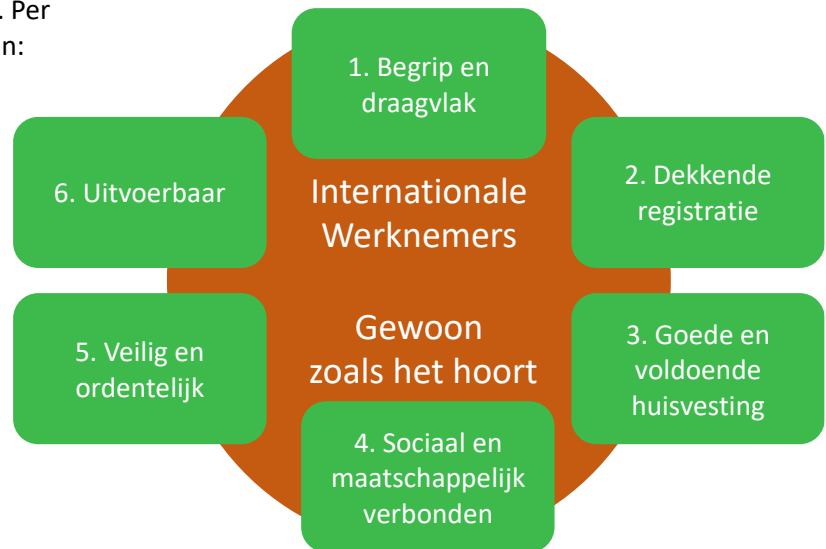 . Per
n:
1. Begrip en
draagvlak
2. Dekkende
registratie
3. Goede en
voldoende
huisvesting
4. Sociaal en
maatschappelijk
verbonden
5. Veilig en
ordentelijk
6. Uitvoerbaar
Internationale
Werknemers
Gewoon
zoals het hoort